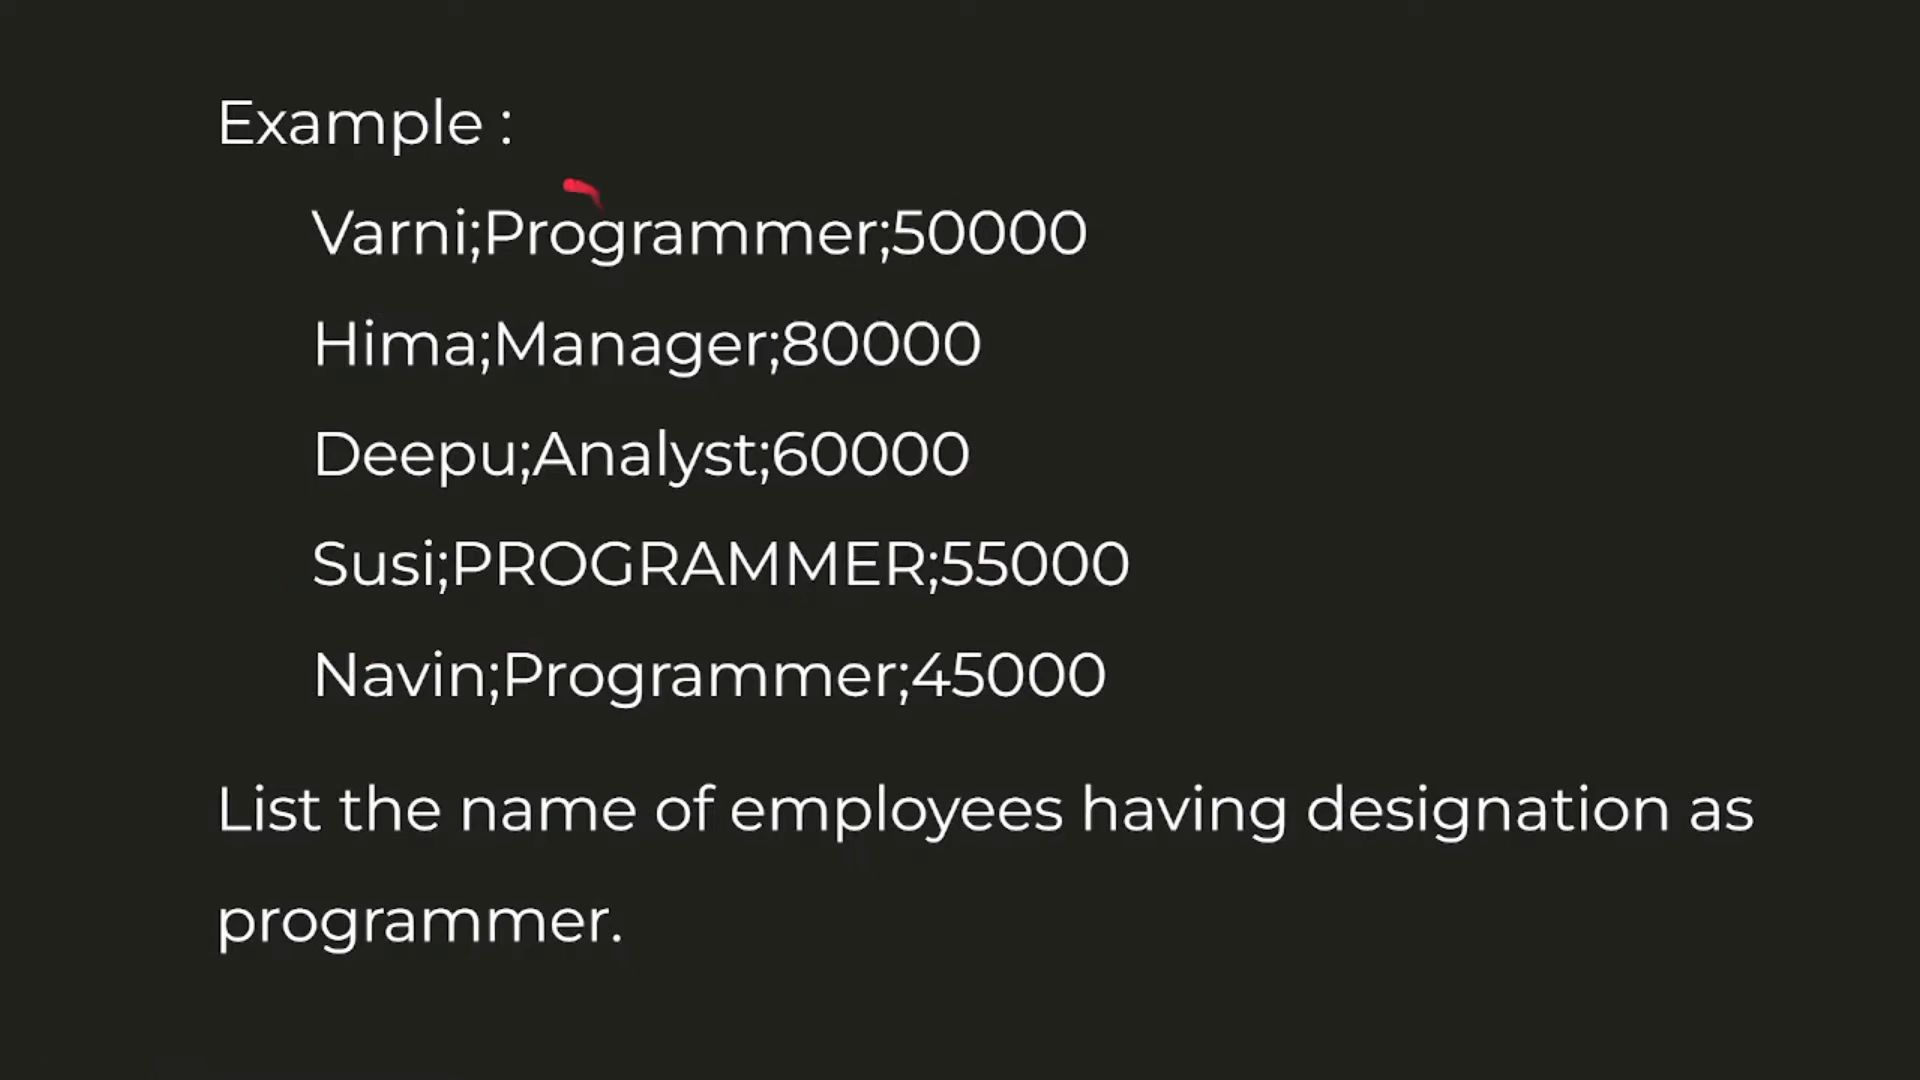 Example :
Varni;Programmer;50000
Hima;Manager;80000
Deepu;Analyst;60000
Susi;PROGRAMMER;55000
Navin;Programmer;45000
List the name of employees having designation as
programmer.